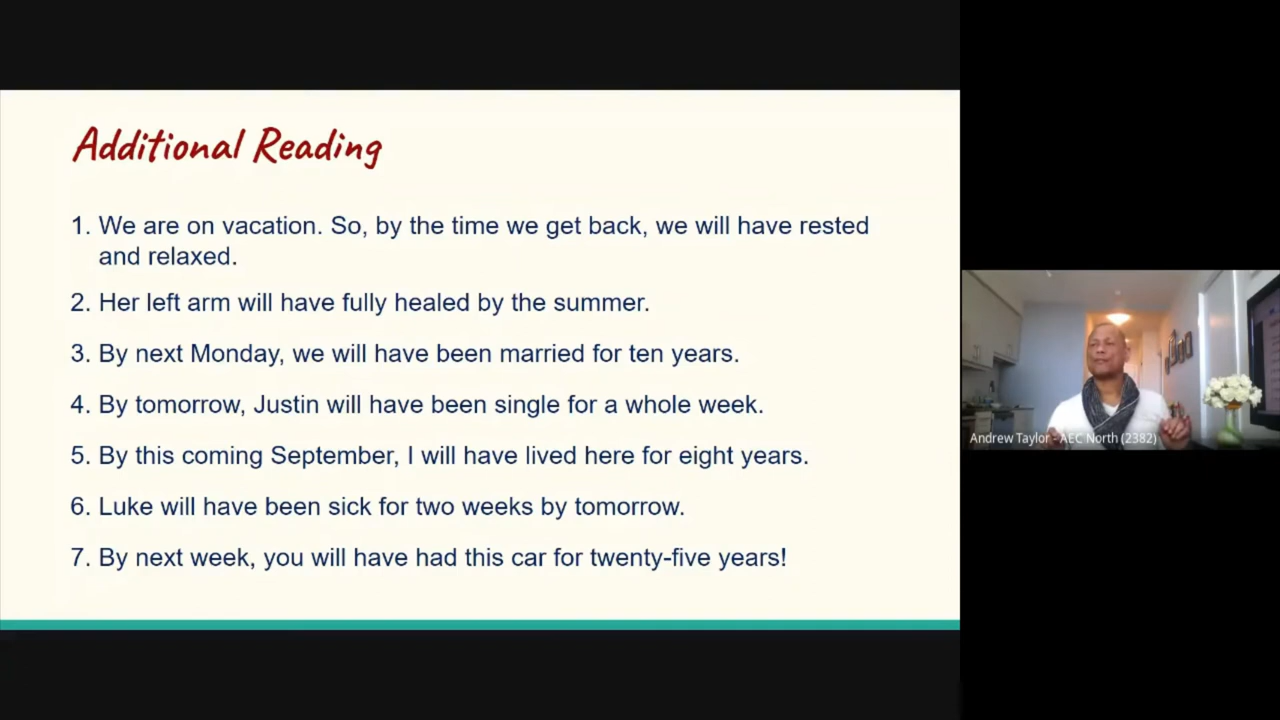 Additional Reading
1. We are on vacation. So, by the time we get back, we will have rested
and relaxed.
2. Her left arm will have fully healed by the summer.
3. By next Monday, we will have been married for ten years.
4. By tomorrow, Justin will have been single for a whole week.
5. By this coming September, I will have lived here for eight years.
6. Luke will have been sick for two weeks by tomorrow.
7. By next week, you will have had this car for twenty-five years!
Andrew Taylor - AEC North (2382)